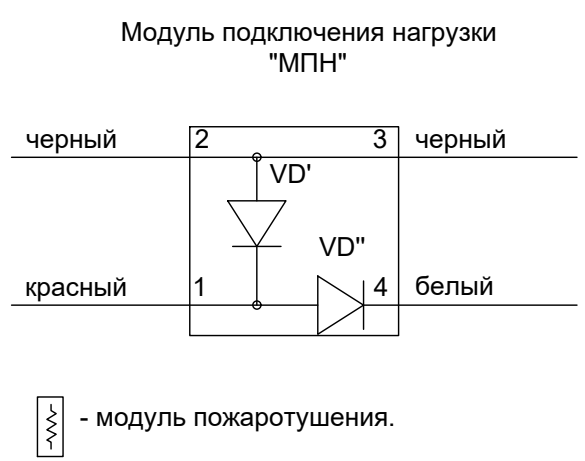 Модуль подключения нагрузки
"МПН"
черный 2 3 черный
VD'
VD"
красный 1 4 белый
- модуль пожаротушения.